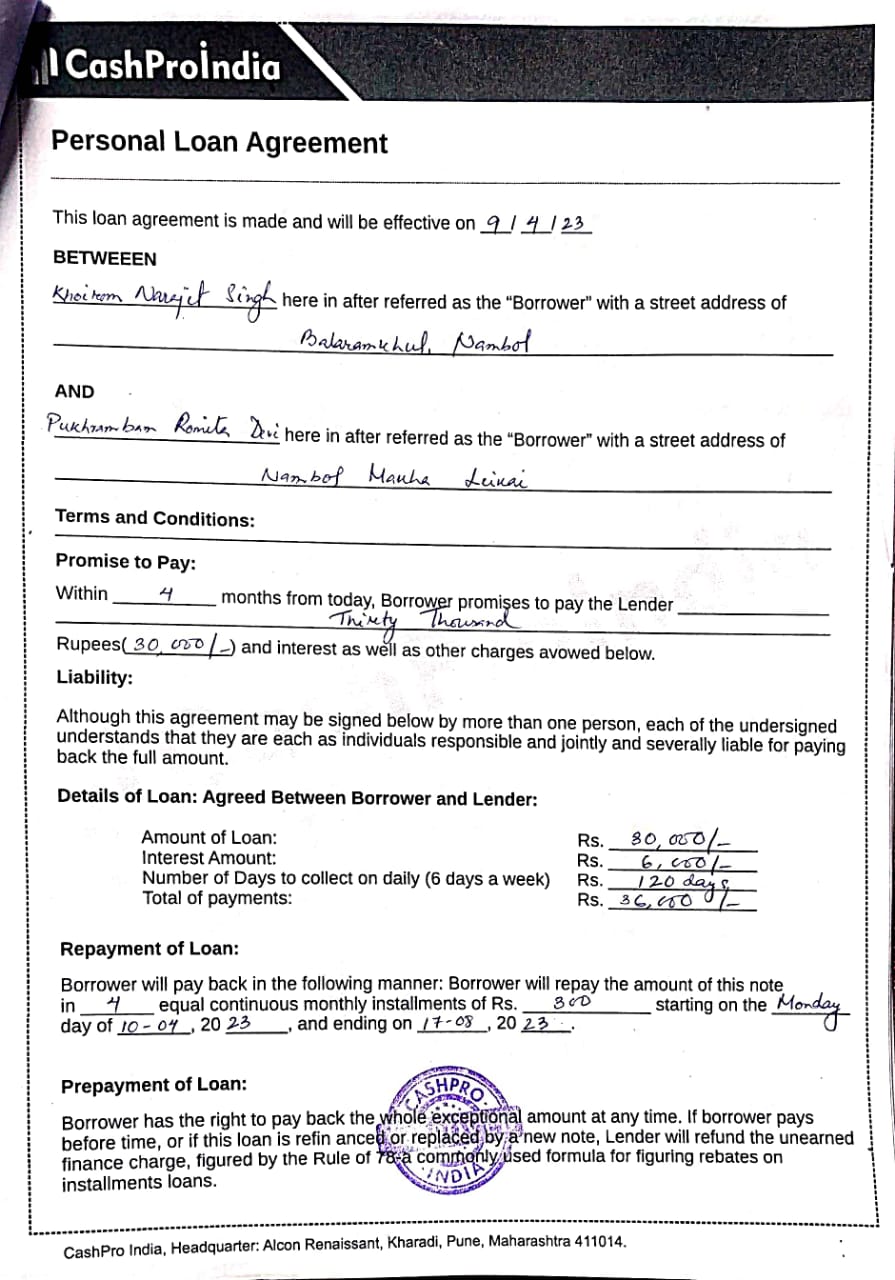 CashProIndia
Personal Loan Agreement
This loan agreement is made and will be effective on 9/4/23
BETWEEEN
Khoirom Narejit Singh here in after referred as the “Borrower” with a street address of
Balaramkhul, Nambol
AND
Pukhrambam Romita Devi here in after referred as the “Borrower” with a street address of
Nambol Maukha Leikai
Terms and Conditions:
Promise to Pay:
Within 4 months from today, Borrower promises to pay the Lender
Thirty Thousand
Rupees( 30,000/- ) and interest as well as other charges avowed below.
Liability:
Although this agreement may be signed below by more than one person, each of the undersigned
understands that they are each as individuals responsible and jointly and severally liable for paying
back the full amount.
Details of Loan: Agreed Between Borrower and Lender:
Amount of Loan: Rs. 30,000/-
Interest Amount: Rs. 6,000/-
Number of Days to collect on daily (6 days a week) Rs. 120 days
Total of payments: Rs. 36,000/-
Repayment of Loan:
Borrower will pay back in the following manner: Borrower will repay the amount of this note
in 4 equal continuous monthly installments of Rs. 300 starting on the Monday
day of 10-04, 20 23, and ending on 17-08, 20 23.
Prepayment of Loan:
CASHPRO
Borrower has the right to pay back the whole exceptional amount at any time. If borrower pays
before time, or if this loan is refin anced or replaced by a new note, Lender will refund the unearned
finance charge, figured by the Rule of 78-a commonly used formula for figuring rebates on
INDIA
installments loans.
CashPro India, Headquarter: Alcon Renaissant, Kharadi, Pune, Maharashtra 411014.